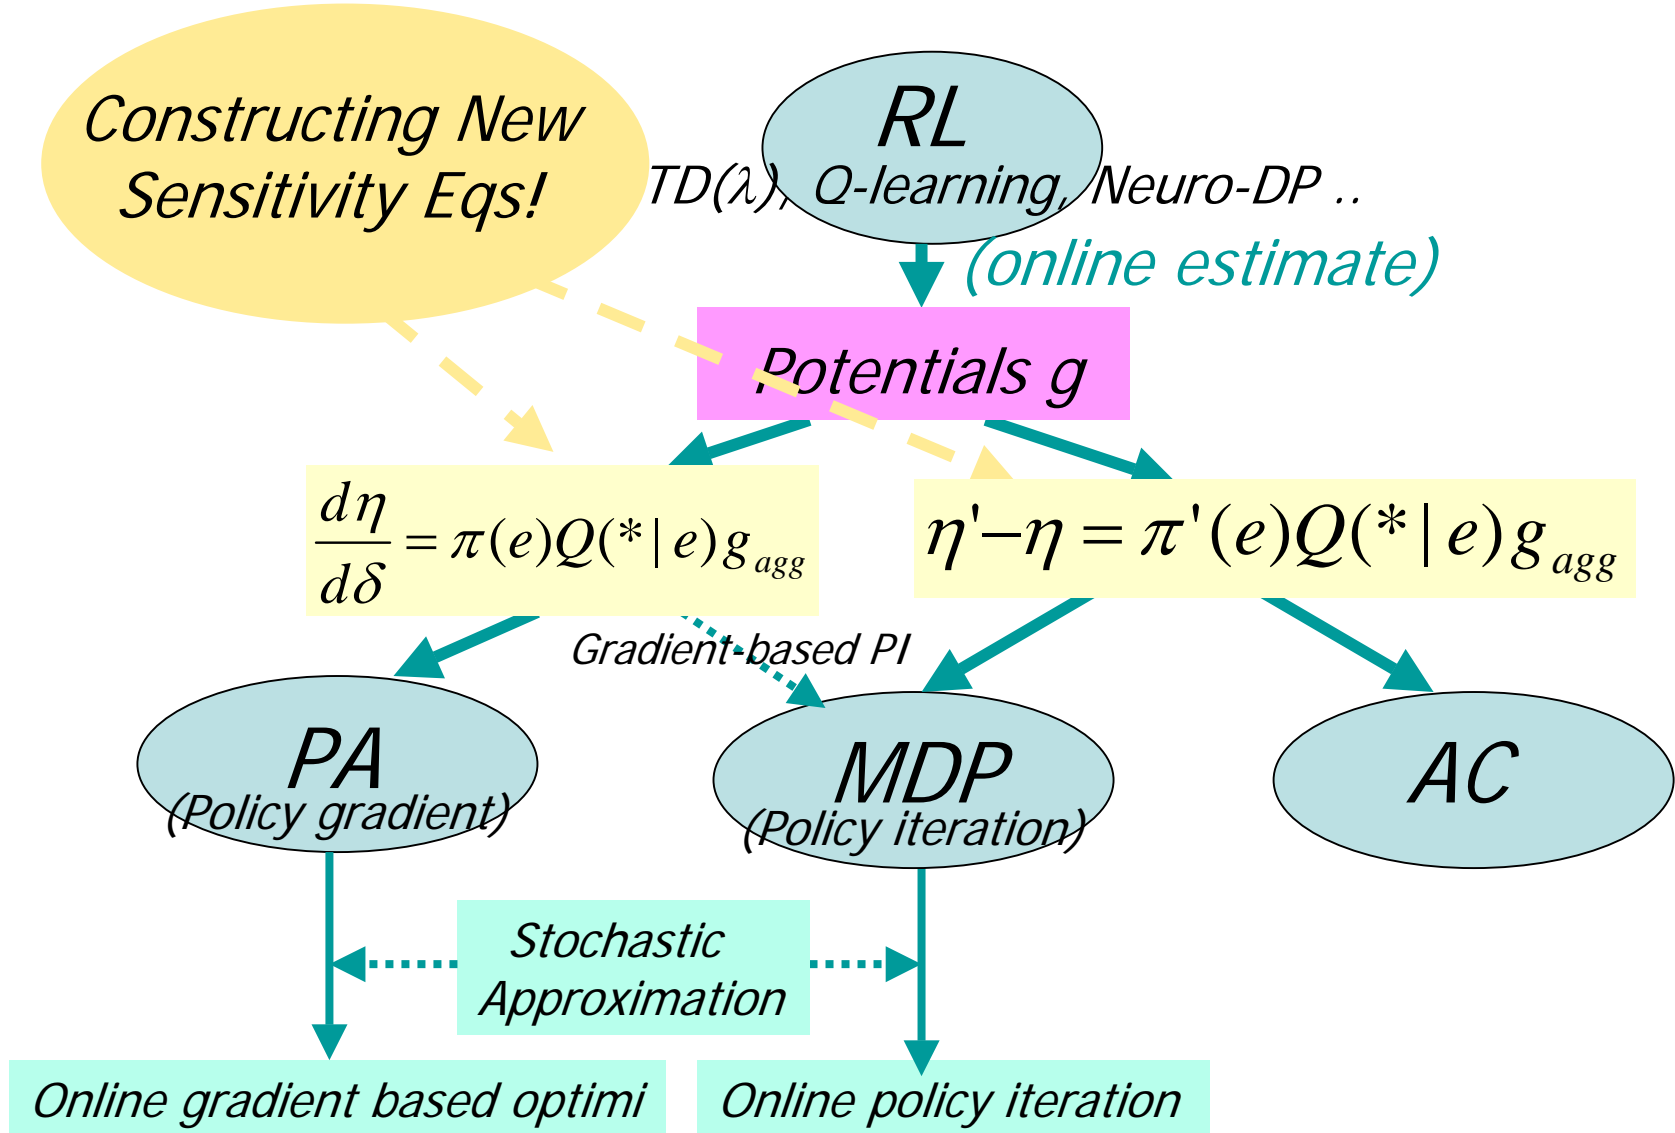 Constructing New
Sensitivity Eqs!
RL
TD(λ), Q-learning, Neuro-DP ..
(online estimate)
Potentials g
dη/dδ = π(e)Q(*|e)g_agg
η'−η = π'(e)Q(*|e)g_agg
Gradient-based PI
PA
(Policy gradient)
MDP
(Policy iteration)
AC
Stochastic
Approximation
Online gradient based optimi
Online policy iteration